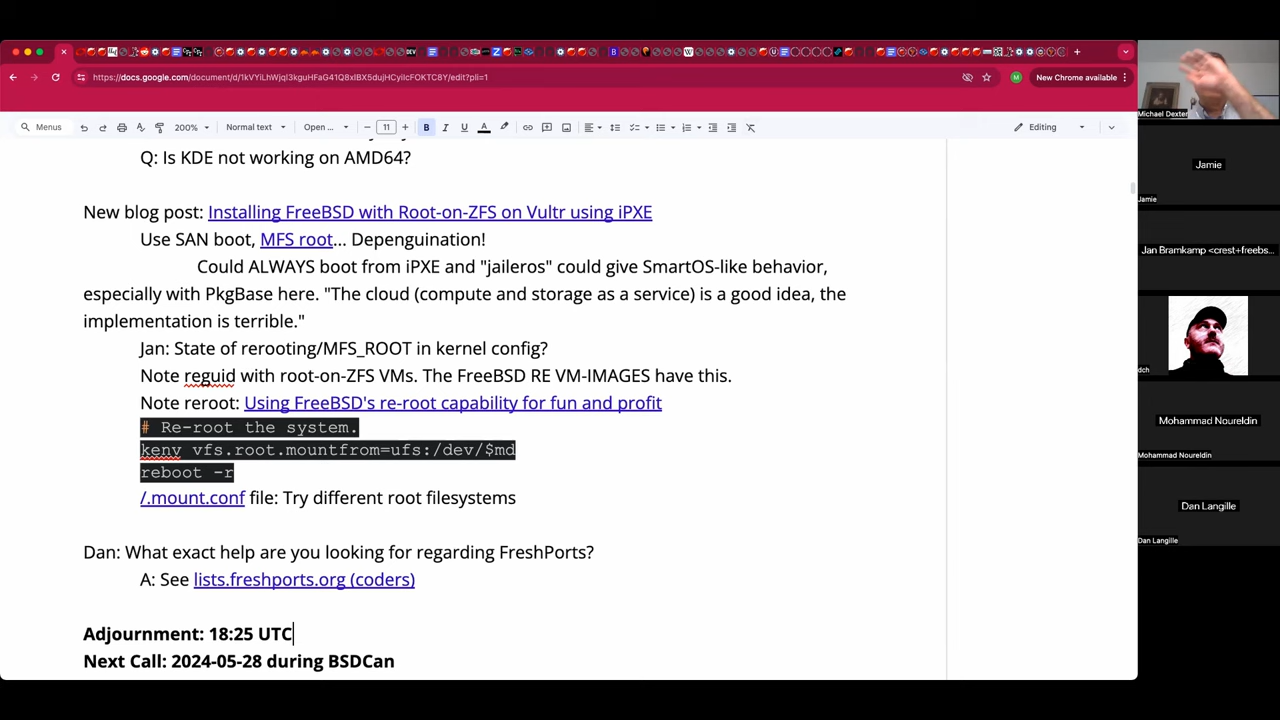 https://docs.google.com/document/d/1kVYiLhWjql3kguHFaG41Q8xIBX5dujHCyiIcFOKTC8Y/edit?pli=1
New Chrome available
Menus
200%
Normal text
Open ...
11
Editing
Q: Is KDE not working on AMD64?
New blog post: Installing FreeBSD with Root-on-ZFS on Vultr using iPXE
Use SAN boot, MFS root... Depenguination!
Could ALWAYS boot from iPXE and "jaileros" could give SmartOS-like behavior,
especially with PkgBase here. "The cloud (compute and storage as a service) is a good idea, the
implementation is terrible."
Jan: State of rerooting/MFS_ROOT in kernel config?
Note reguid with root-on-ZFS VMs. The FreeBSD RE VM-IMAGES have this.
Note reroot: Using FreeBSD's re-root capability for fun and profit
# Re-root the system.
kenv vfs.root.mountfrom=ufs:/dev/$md
reboot -r
/.mount.conf file: Try different root filesystems
Dan: What exact help are you looking for regarding FreshPorts?
A: See lists.freshports.org (coders)
Adjournment: 18:25 UTC
Next Call: 2024-05-28 during BSDCan
Michael Dexter
Jamie
Jamie
Jan Bramkamp <crest+freebs...
dch
Mohammad Noureldin
Mohammad Noureldin
Dan Langille
Dan Langille